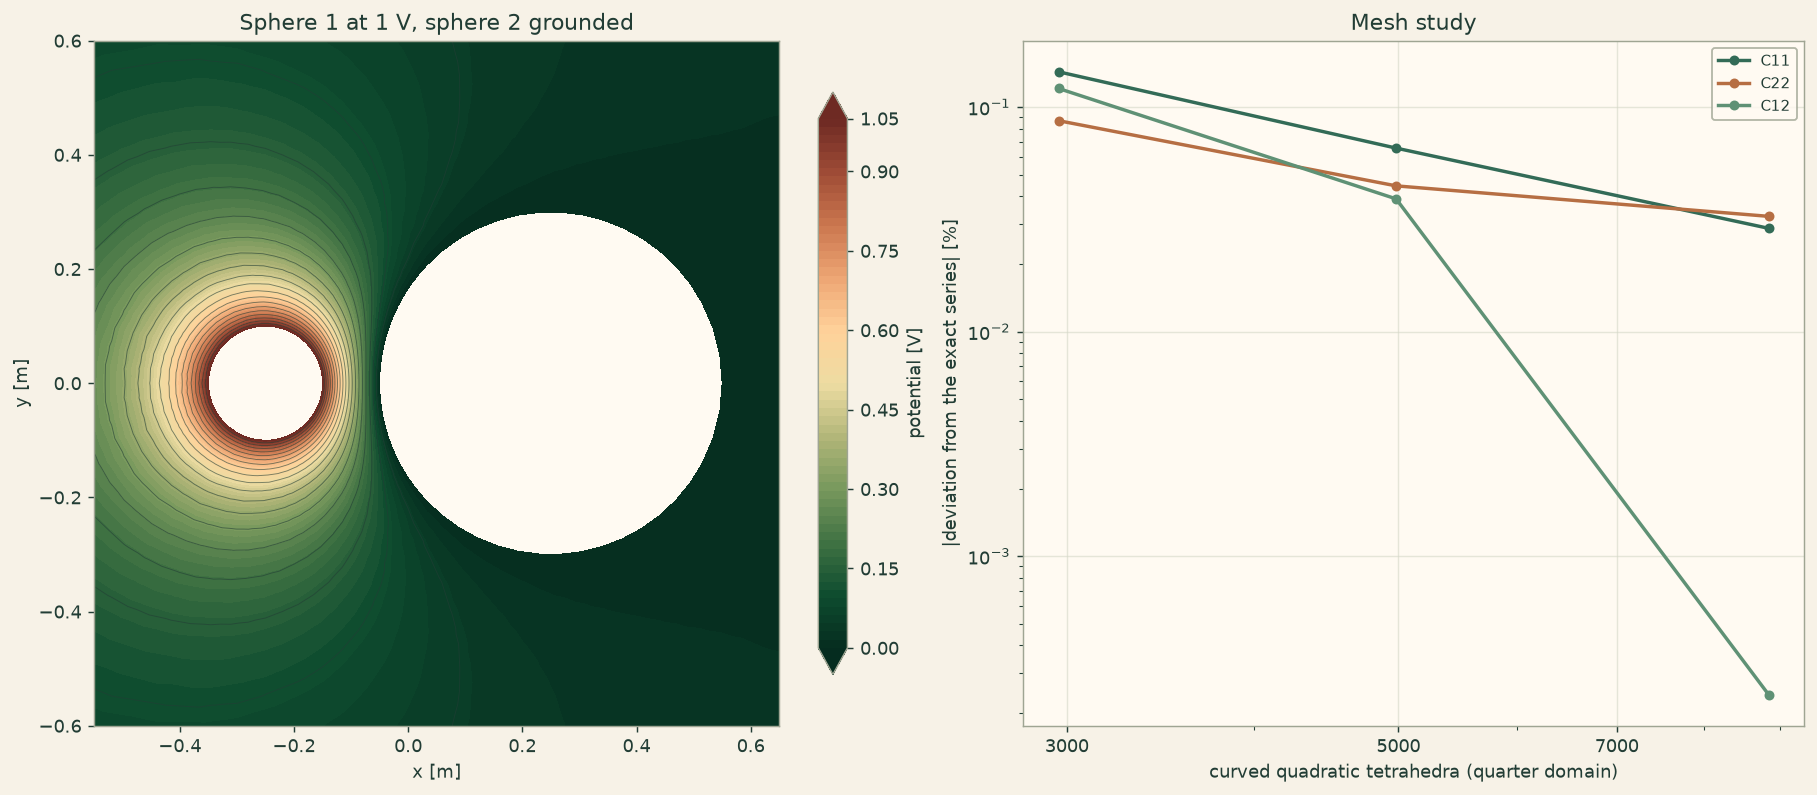 Sphere 1 at 1 V, sphere 2 grounded
0.6
0.4
0.2
0.0
−0.2
−0.4
−0.6
y [m]
−0.4
−0.2
0.0
0.2
0.4
0.6
x [m]
1.05
0.90
0.75
0.60
0.45
0.30
0.15
0.00
potential [V]
Mesh study
C11
C22
C12
10⁻¹
10⁻²
10⁻³
|deviation from the exact series| [%]
3000
5000
7000
curved quadratic tetrahedra (quarter domain)